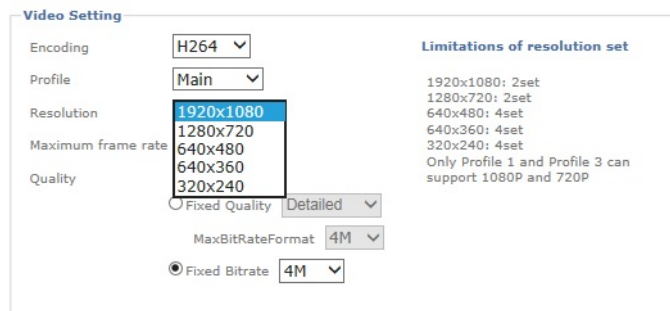 Video Setting
Encoding H264
Limitations of resolution set
Profile Main
1920x1080: 2set
Resolution 1920x1080
1280x720: 2set
1280x720
640x480: 4set
Maximum frame rate 640x480
640x360: 4set
640x360
320x240: 4set
Quality 320x240
Only Profile 1 and Profile 3 can
support 1080P and 720P
Fixed Quality Detailed
MaxBitRateFormat 4M
Fixed Bitrate 4M